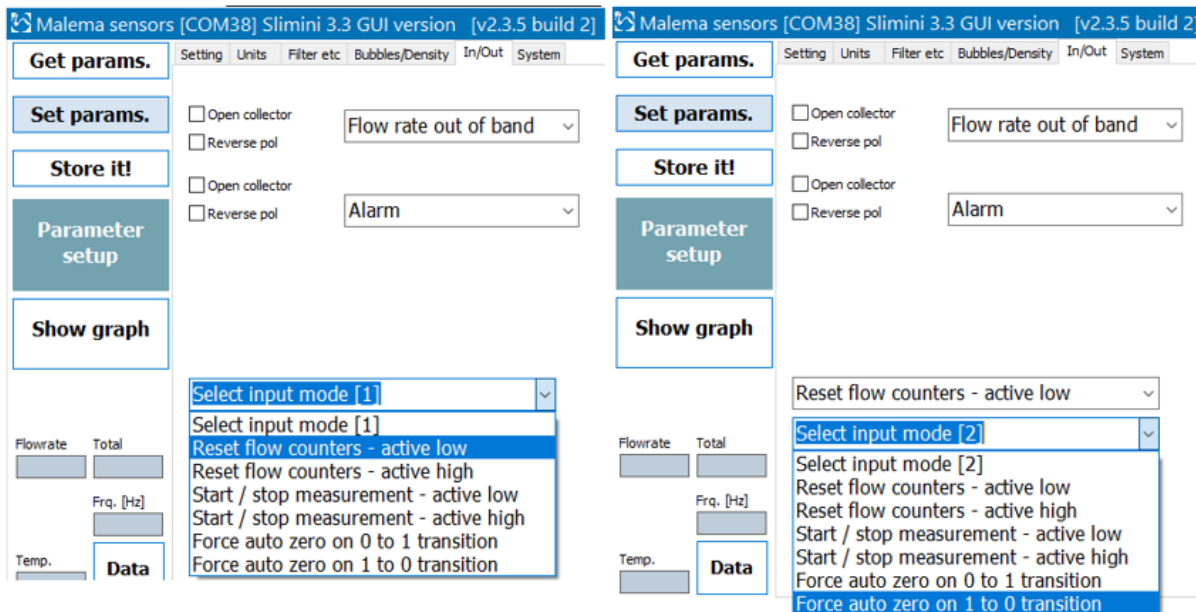 Malema sensors [COM38] Slimini 3.3 GUI version [v2.3.5 build 2]
Get params.
Setting Units Filter etc Bubbles/Density In/Out System
Set params.
Open collector
Reverse pol
Flow rate out of band
Store it!
Open collector
Reverse pol
Alarm
Parameter
setup
Show graph
Select input mode [1]
Select input mode [1]
Reset flow counters - active low
Reset flow counters - active high
Start / stop measurement - active low
Start / stop measurement - active high
Force auto zero on 0 to 1 transition
Force auto zero on 1 to 0 transition
Flowrate Total
Frq. [Hz]
Temp.
Data
Malema sensors [COM38] Slimini 3.3 GUI version [v2.3.5 build 2]
Get params.
Setting Units Filter etc Bubbles/Density In/Out System
Set params.
Open collector
Reverse pol
Flow rate out of band
Store it!
Open collector
Reverse pol
Alarm
Parameter
setup
Show graph
Reset flow counters - active low
Select input mode [2]
Select input mode [2]
Reset flow counters - active low
Reset flow counters - active high
Start / stop measurement - active low
Start / stop measurement - active high
Force auto zero on 0 to 1 transition
Force auto zero on 1 to 0 transition
Flowrate Total
Frq. [Hz]
Temp.
Data